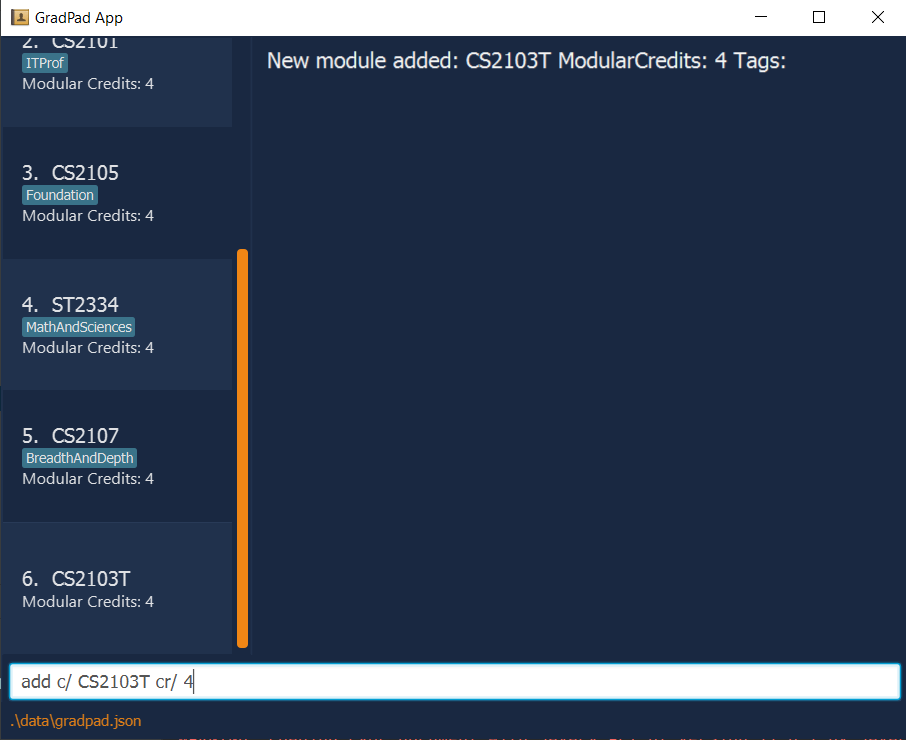 GradPad App
2. CS2101
ITProf
Modular Credits: 4
3. CS2105
Foundation
Modular Credits: 4
4. ST2334
MathAndSciences
Modular Credits: 4
5. CS2107
BreadthAndDepth
Modular Credits: 4
6. CS2103T
Modular Credits: 4
New module added: CS2103T ModularCredits: 4 Tags:
add c/ CS2103T cr/ 4
.\data\gradpad.json